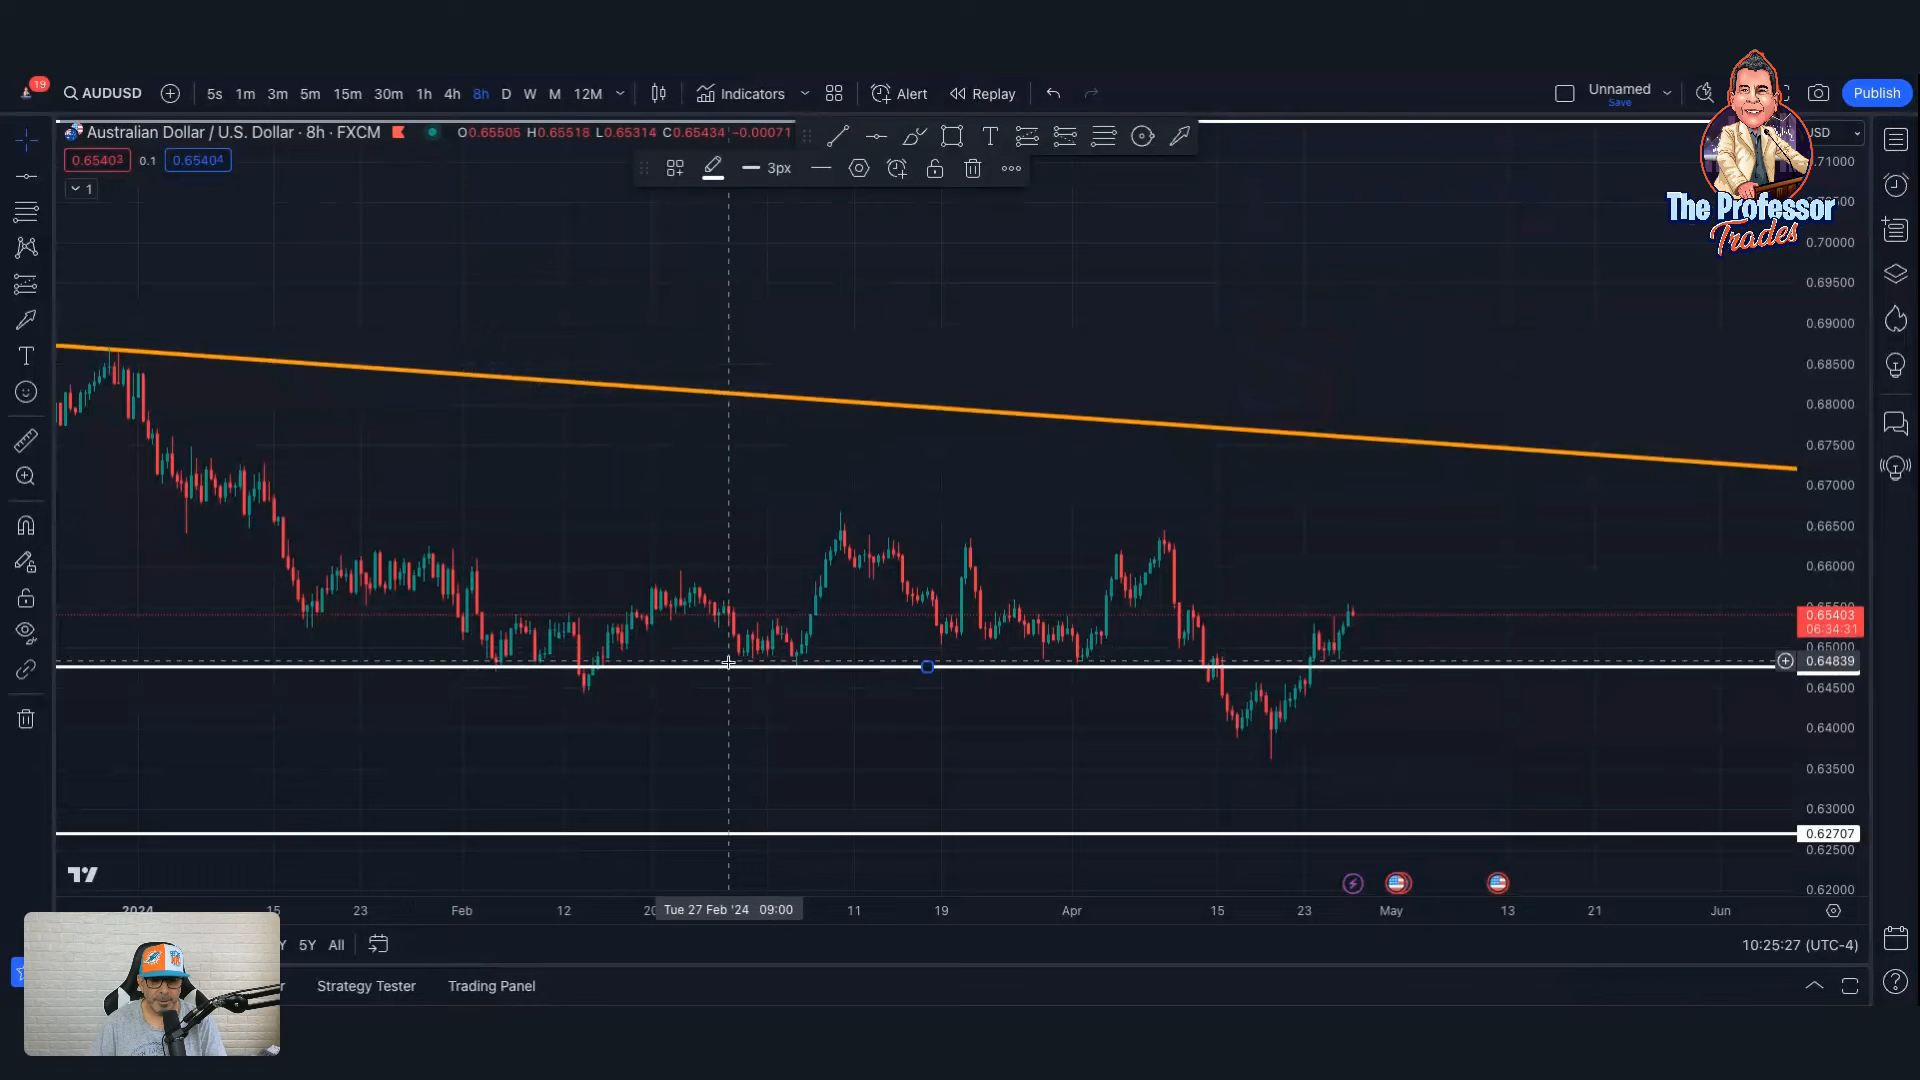 19
AUDUSD
5s 1m 3m 5m 15m 30m 1h 4h 8h D W M 12M
Indicators
Alert
Replay
Unnamed
Save
Publish
Australian Dollar / U.S. Dollar · 8h · FXCM
O0.65505 H0.65518 L0.65314 C0.65434 −0.00071
USD
0.65403 0.1 0.65404
3px
1
The Professor
Trades
0.71000
0.70000
0.69500
0.69000
0.68500
0.68000
0.67500
0.67000
0.66500
0.66000
0.65403
06:34:31
0.65000
0.64839
0.64500
0.64000
0.63500
0.63000
0.62707
0.62500
0.62000
2024 15 23 Feb 12 Tue 27 Feb '24 09:00 11 19 Apr 15 23 May 13 21 Jun
5Y All
10:25:27 (UTC-4)
Strategy Tester
Trading Panel